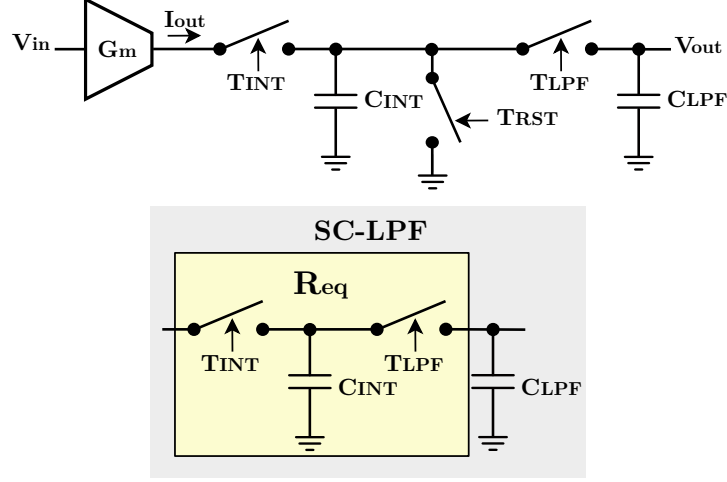 Iout
Vin
Gm
Vout
TINT
TLPF
CINT
CLPF
TRST
SC-LPF
Req
TINT
TLPF
CINT
CLPF